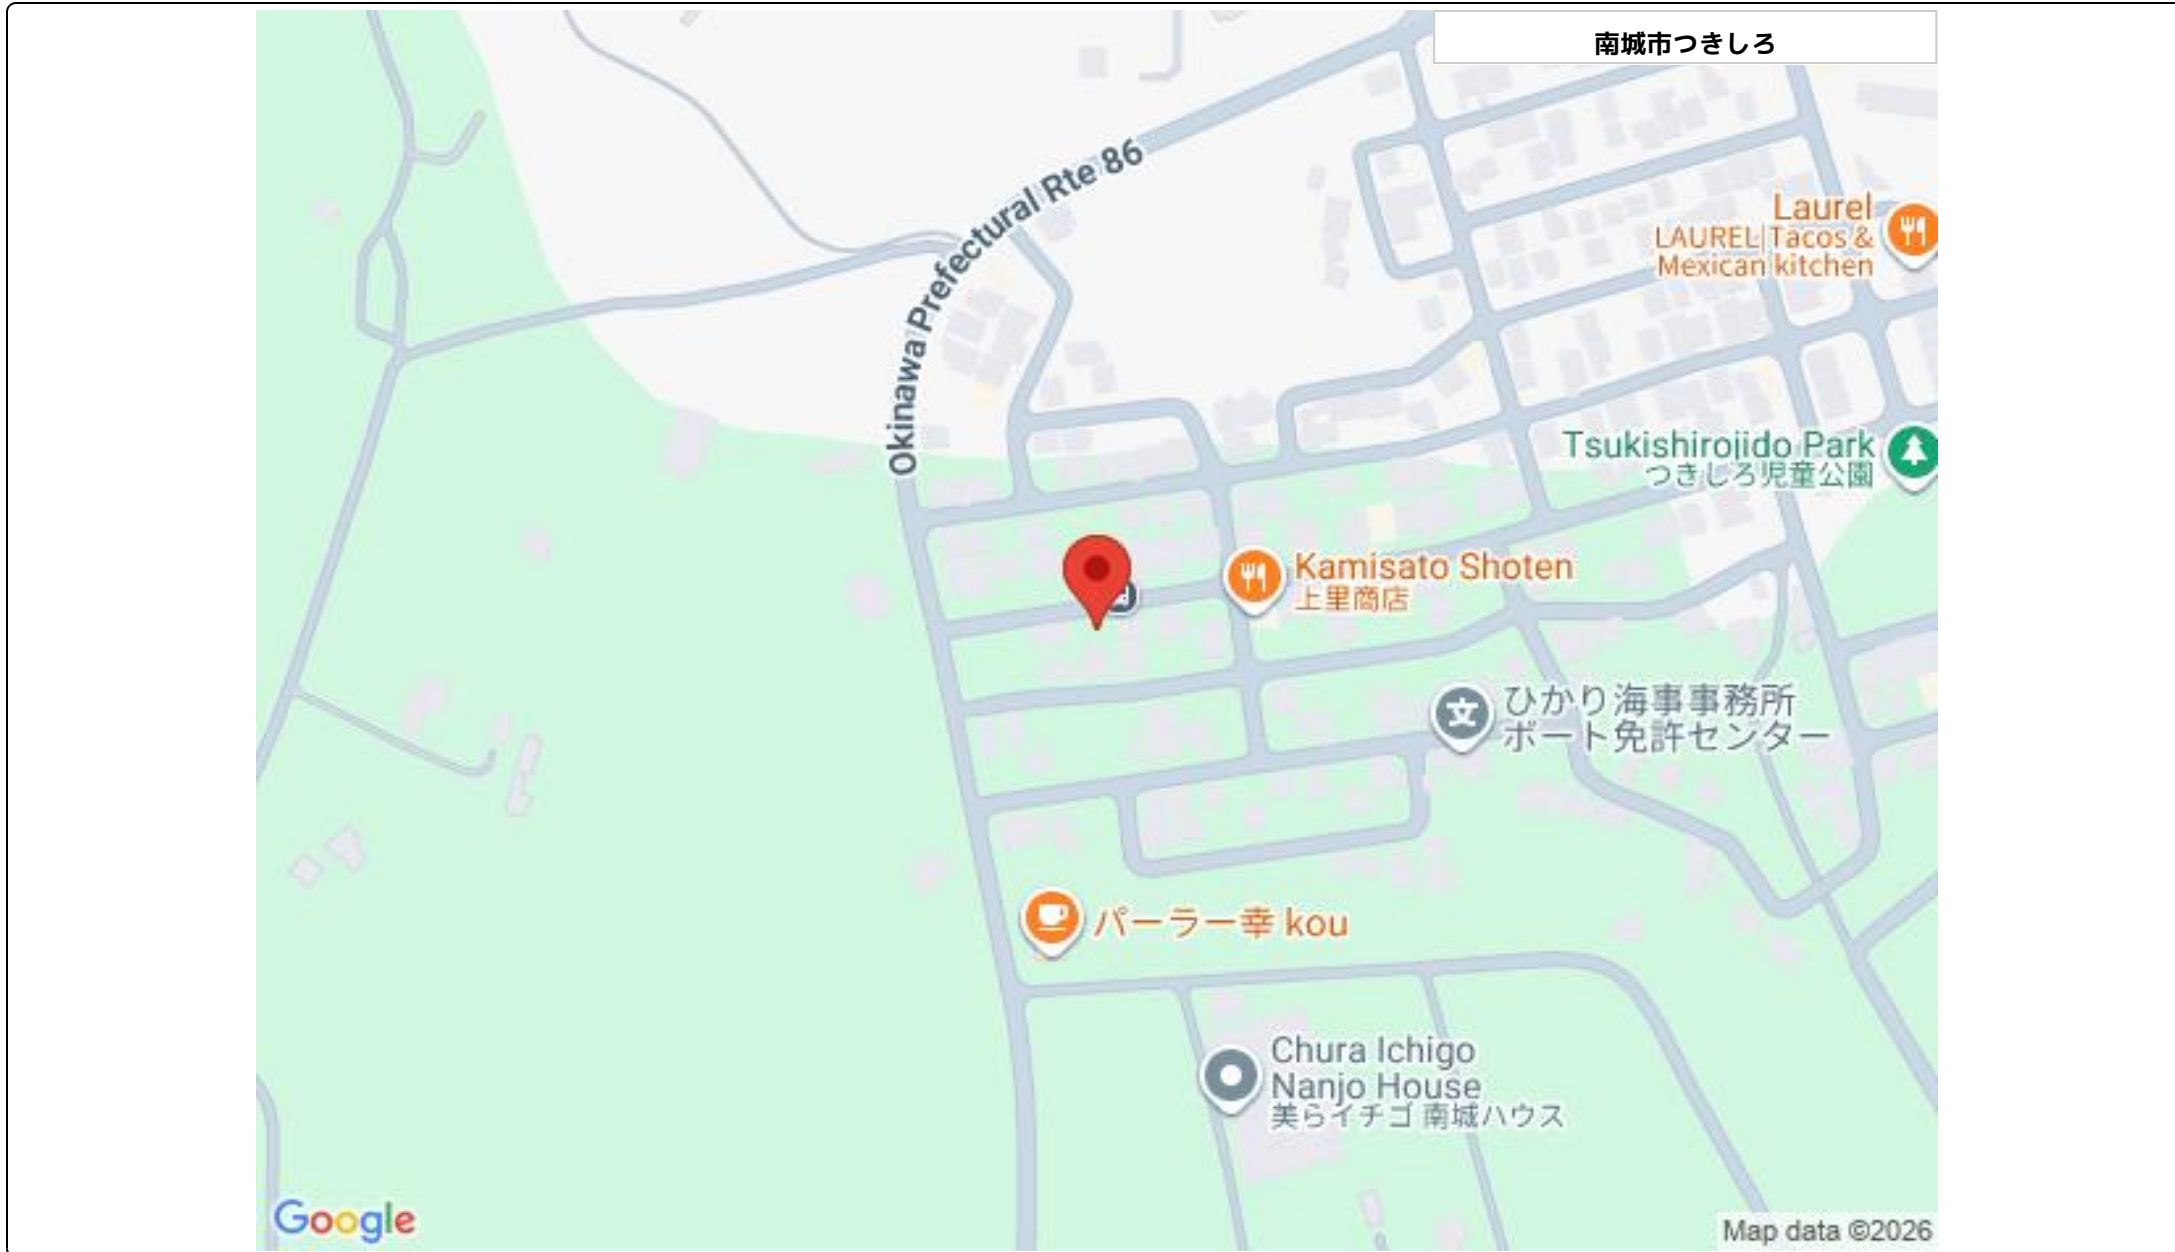 南城市つきしろ
Okinawa Prefectural Rte 86
Laurel
LAUREL|Tacos &
Mexican kitchen
Tsukishirojido Park
つきしろ児童公園
Kamisato Shoten
上里商店
ひかり海事事務所
ボート免許センター
パーラー幸 kou
Chura Ichigo
Nanjo House
美らイチゴ 南城ハウス
Google
Map data ©2026